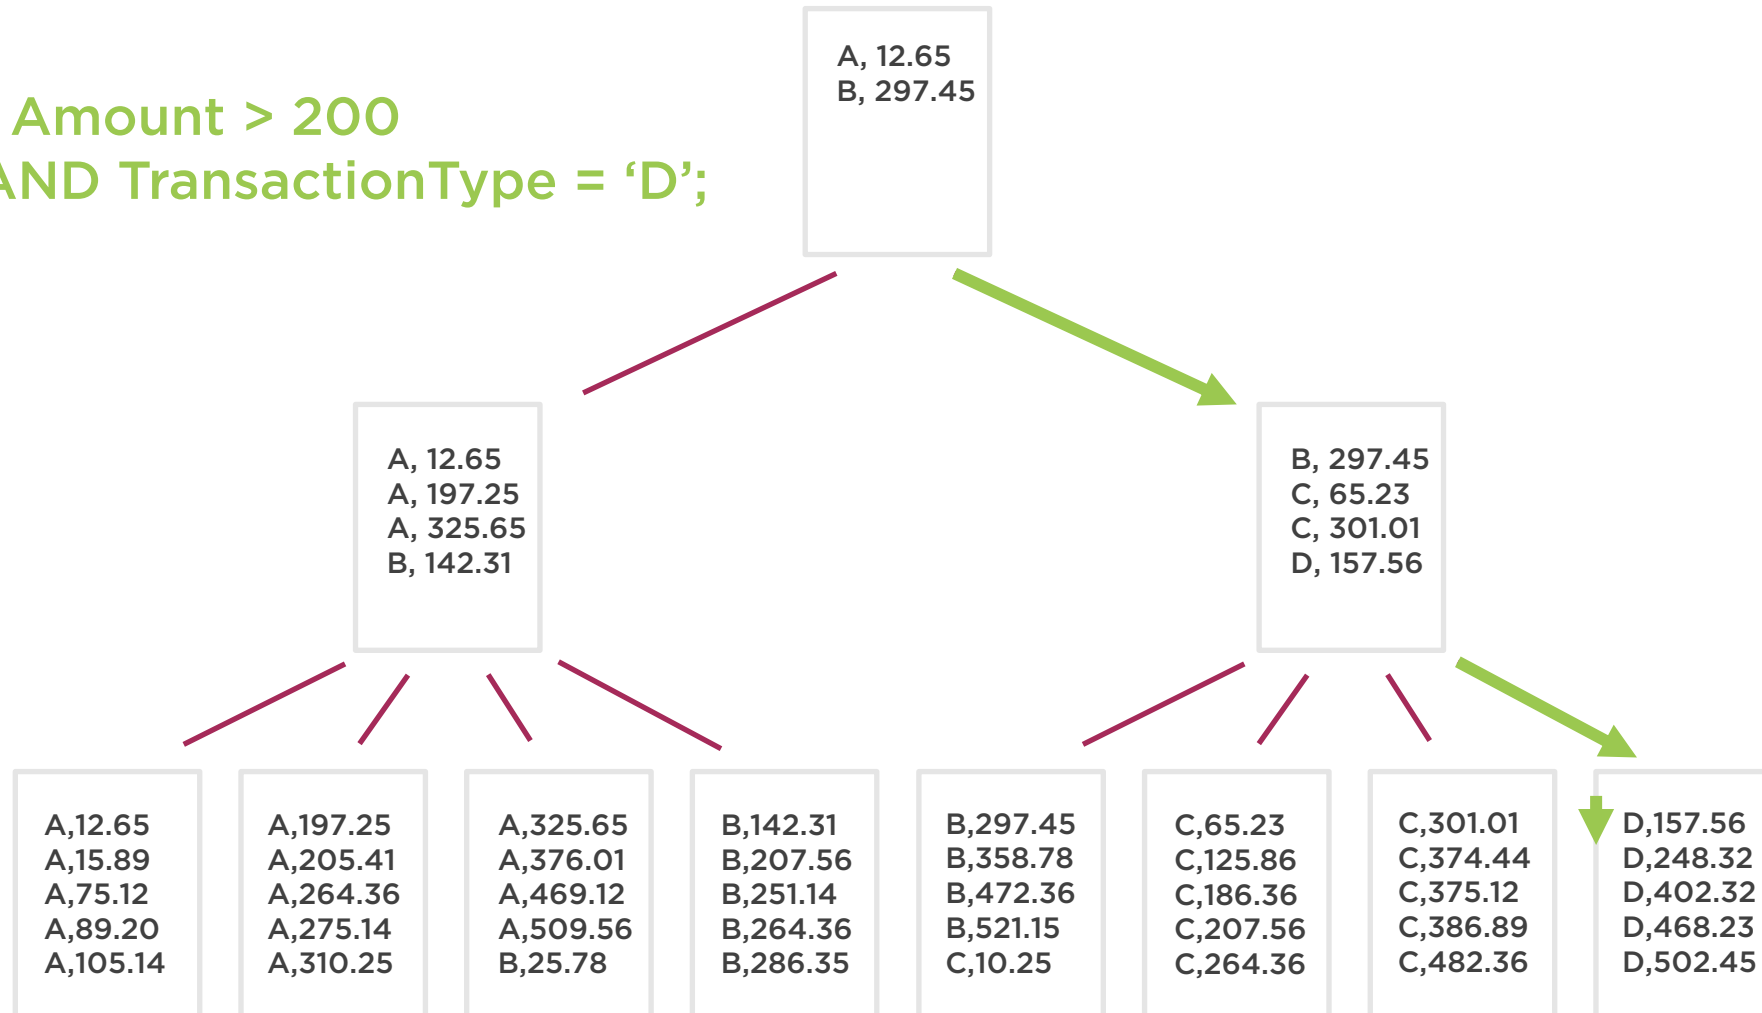 Amount > 200
AND TransactionType = ‘D’;
A, 12.65
B, 297.45
A, 12.65
A, 197.25
A, 325.65
B, 142.31
B, 297.45
C, 65.23
C, 301.01
D, 157.56
A,12.65
A,15.89
A,75.12
A,89.20
A,105.14
A,197.25
A,205.41
A,264.36
A,275.14
A,310.25
A,325.65
A,376.01
A,469.12
A,509.56
B,25.78
B,142.31
B,207.56
B,251.14
B,264.36
B,286.35
B,297.45
B,358.78
B,472.36
B,521.15
C,10.25
C,65.23
C,125.86
C,186.36
C,207.56
C,264.36
C,301.01
C,374.44
C,375.12
C,386.89
C,482.36
D,157.56
D,248.32
D,402.32
D,468.23
D,502.45